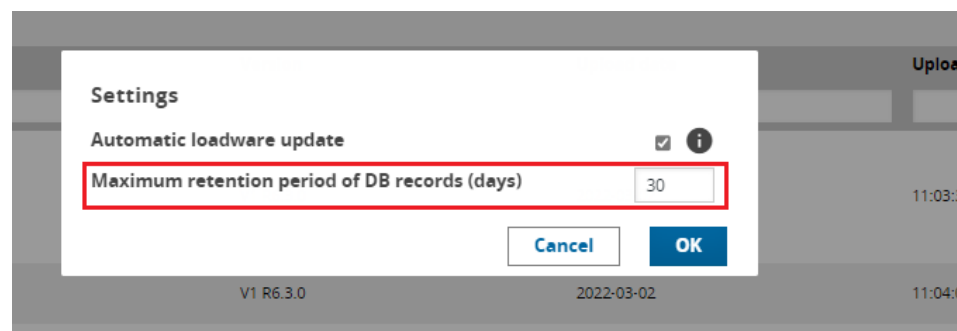 Uploa
Settings
Automatic loadware update
Maximum retention period of DB records (days) 30
11:03:
Cancel OK
V1 R6.3.0 2022-03-02 11:04: